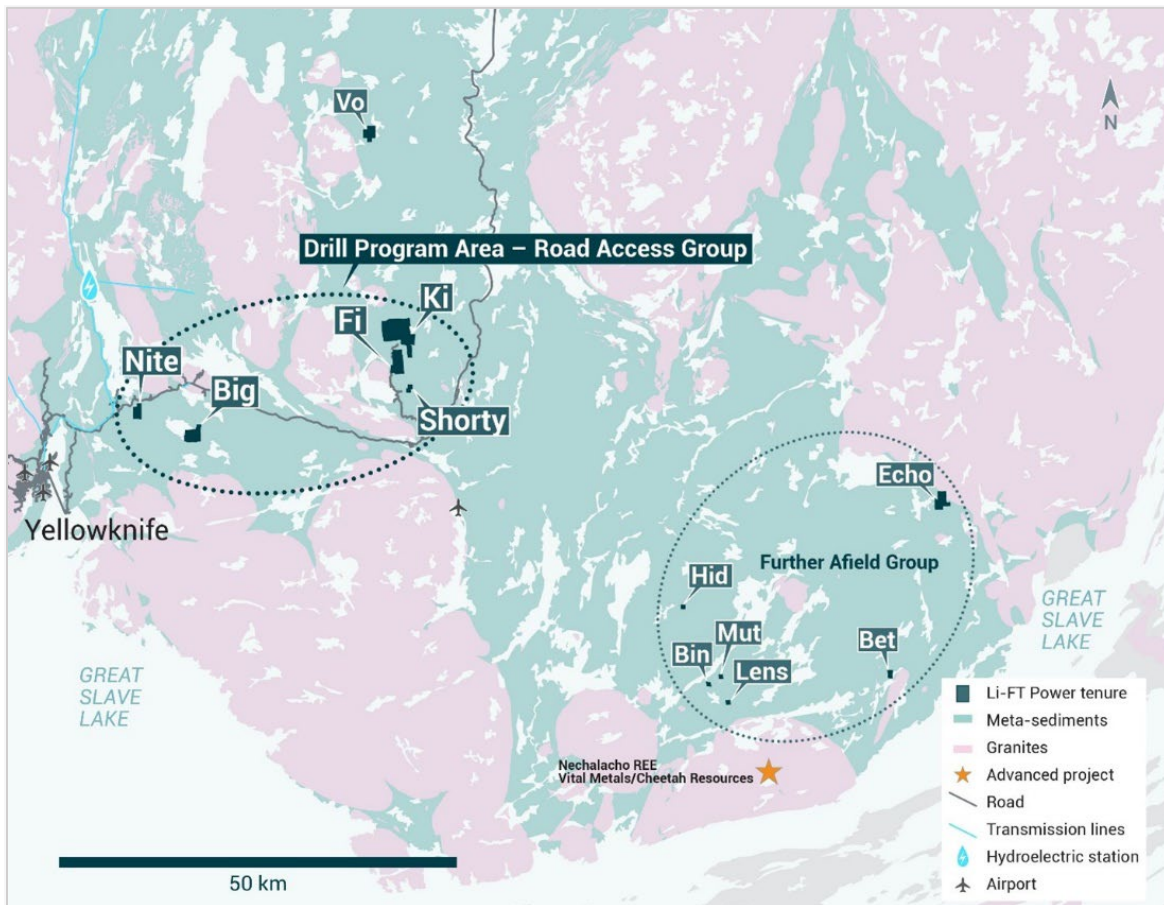 Vo
N
Drill Program Area – Road Access Group
Ki
Fi
Nite
Big
Shorty
Yellowknife
Echo
Further Afield Group
Hid
GREAT
SLAVE
LAKE
Mut
Bin
Bet
Lens
GREAT
SLAVE
LAKE
Nechalacho REE
Vital Metals/Cheetah Resources
Li-FT Power tenure
Meta-sediments
Granites
Advanced project
Road
Transmission lines
Hydroelectric station
Airport
50 km